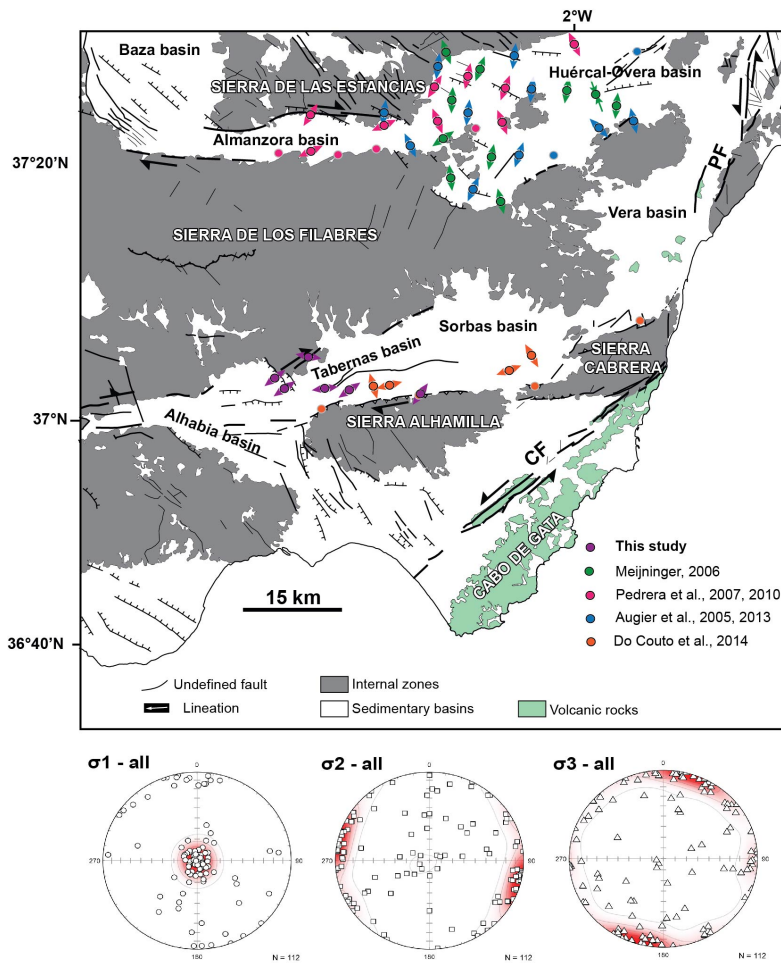 2°W
Baza basin
Huércal-Overa basin
SIERRA DE LAS ESTANCIAS
Almanzora basin
37°20'N
PF
Vera basin
SIERRA DE LOS FILABRES
Sorbas basin
Tabernas basin
SIERRA
CABRERA
37°N
Alhabia basin
SIERRA ALHAMILLA
CF
CABO DE GATA
This study
Meijninger, 2006
15 km
Pedrera et al., 2007, 2010
Augier et al., 2005, 2013
36°40'N
Do Couto et al., 2014
Undefined fault
Internal zones
Lineation
Sedimentary basins
Volcanic rocks
σ1 - all
σ2 - all
σ3 - all
0
0
0
270
90
270
90
270
90
180
N = 112
180
N = 112
180
N = 112